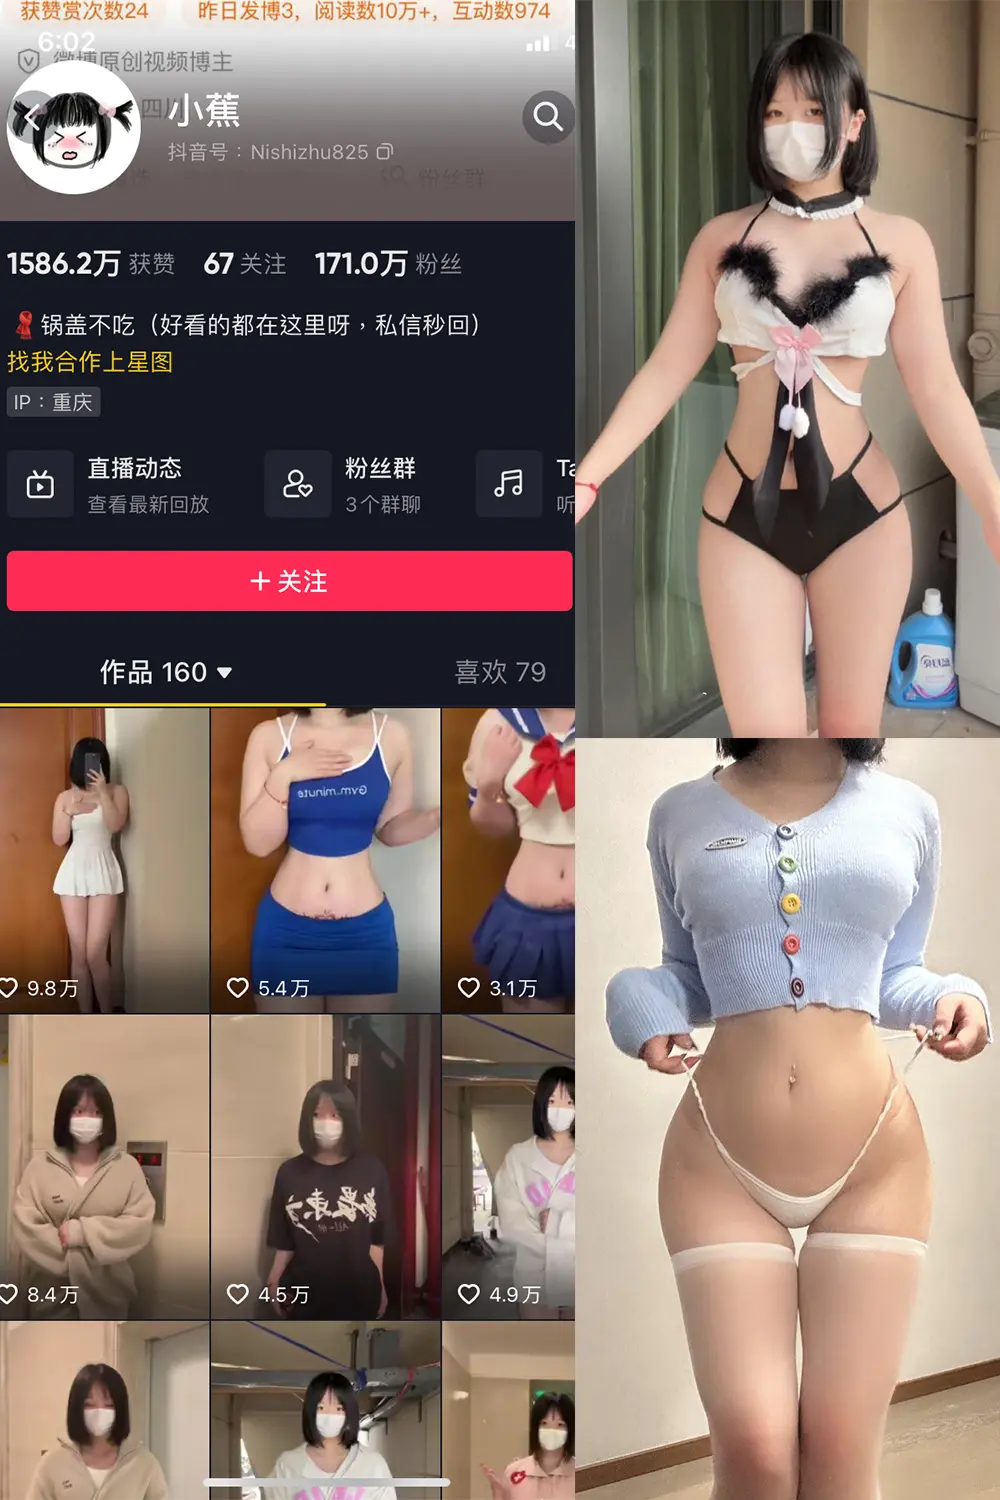 获赞赏次数24 昨日发博3，阅读数10万+，互动数974
6:02 4
微博原创视频博主
四川
小蕉
抖音号：Nishizhu825
粉丝群
1586.2万 获赞 67 关注 171.0万 粉丝
锅盖不吃（好看的都在这里呀，私信秒回）
找我合作上星图
IP：重庆
直播动态 粉丝群 Ta
查看最新回放 3个群聊 听
+ 关注
作品 160 喜欢 79
Gym.minute
9.8万 5.4万 3.1万
8.4万 4.5万 4.9万